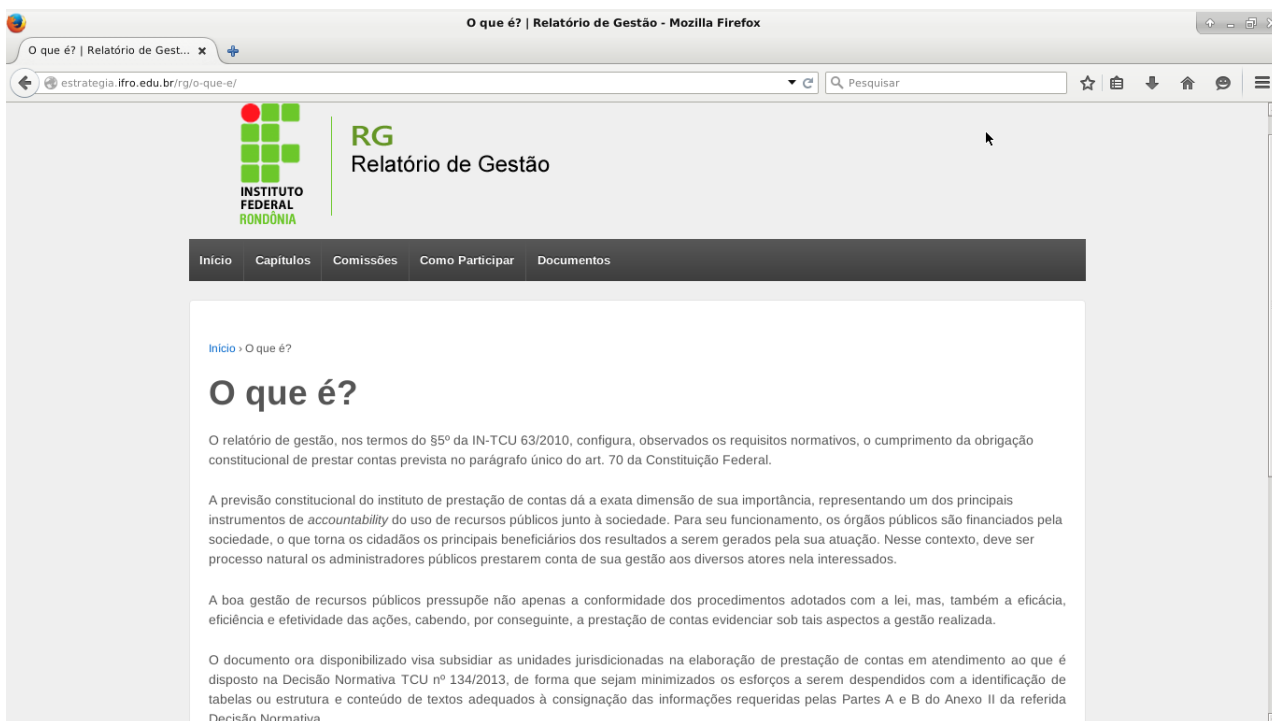 O que é? | Relatório de Gestão - Mozilla Firefox
O que é? | Relatório de Gest...
estrategia.ifro.edu.br/rg/o-que-e/
Pesquisar
RG
Relatório de Gestão
INSTITUTO
FEDERAL
RONDÔNIA
Início Capítulos Comissões Como Participar Documentos
Início › O que é?
O que é?
O relatório de gestão, nos termos do §5º da IN-TCU 63/2010, configura, observados os requisitos normativos, o cumprimento da obrigação
constitucional de prestar contas prevista no parágrafo único do art. 70 da Constituição Federal.
A previsão constitucional do instituto de prestação de contas dá a exata dimensão de sua importância, representando um dos principais
instrumentos de accountability do uso de recursos públicos junto à sociedade. Para seu funcionamento, os órgãos públicos são financiados pela
sociedade, o que torna os cidadãos os principais beneficiários dos resultados a serem gerados pela sua atuação. Nesse contexto, deve ser
processo natural os administradores públicos prestarem conta de sua gestão aos diversos atores nela interessados.
A boa gestão de recursos públicos pressupõe não apenas a conformidade dos procedimentos adotados com a lei, mas, também a eficácia,
eficiência e efetividade das ações, cabendo, por conseguinte, a prestação de contas evidenciar sob tais aspectos a gestão realizada.
O documento ora disponibilizado visa subsidiar as unidades jurisdicionadas na elaboração de prestação de contas em atendimento ao que é
disposto na Decisão Normativa TCU nº 134/2013, de forma que sejam minimizados os esforços a serem despendidos com a identificação de
tabelas ou estrutura e conteúdo de textos adequados à consignação das informações requeridas pelas Partes A e B do Anexo II da referida
Decisão Normativa